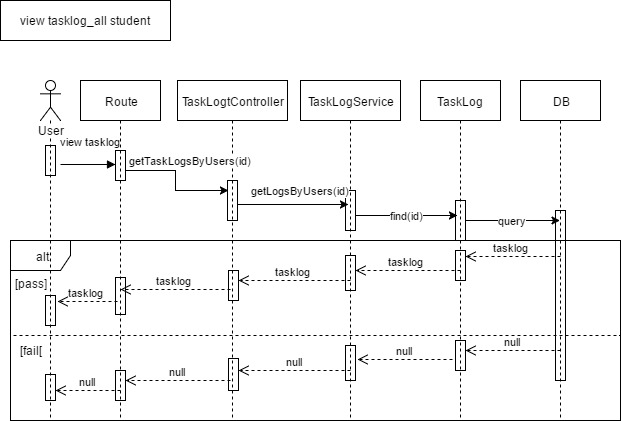 view tasklog_all student
Route
TaskLogtController
TaskLogService
TaskLog
DB
User
view tasklog
getTaskLogsByUsers(id)
getLogsByUsers(id)
find(id)
query
alt
tasklog
tasklog
tasklog
[pass]
tasklog
tasklog
[fail[
null
null
null
null
null